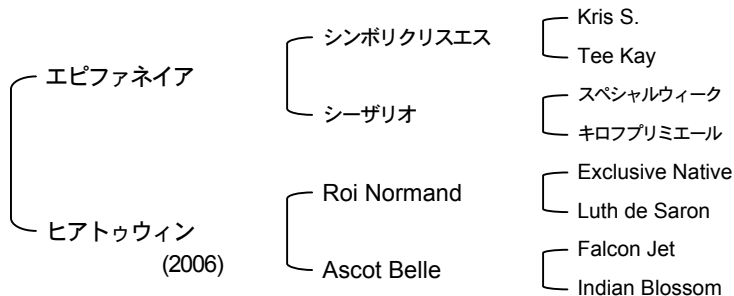 エピファネイア
シンボリクリスエス
Kris S.
Tee Kay
シーザリオ
スペシャルウィーク
キロフプリミエール
ヒアトゥウィン
(2006)
Roi Normand
Exclusive Native
Luth de Saron
Ascot Belle
Falcon Jet
Indian Blossom